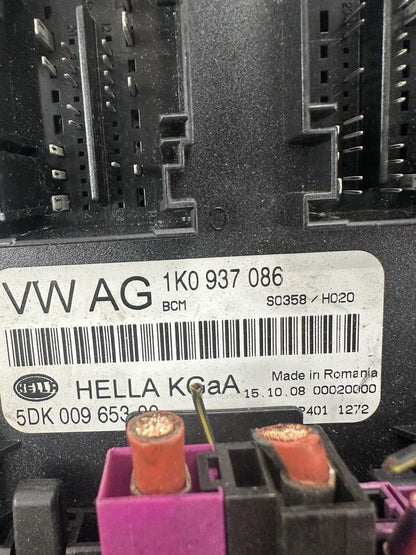 VW AG 1K0 937 086
BCM S0358 / H020
HELLA HELLA KGaA Made in Romania
15.10.08 00020000
5DK 009 653 1272